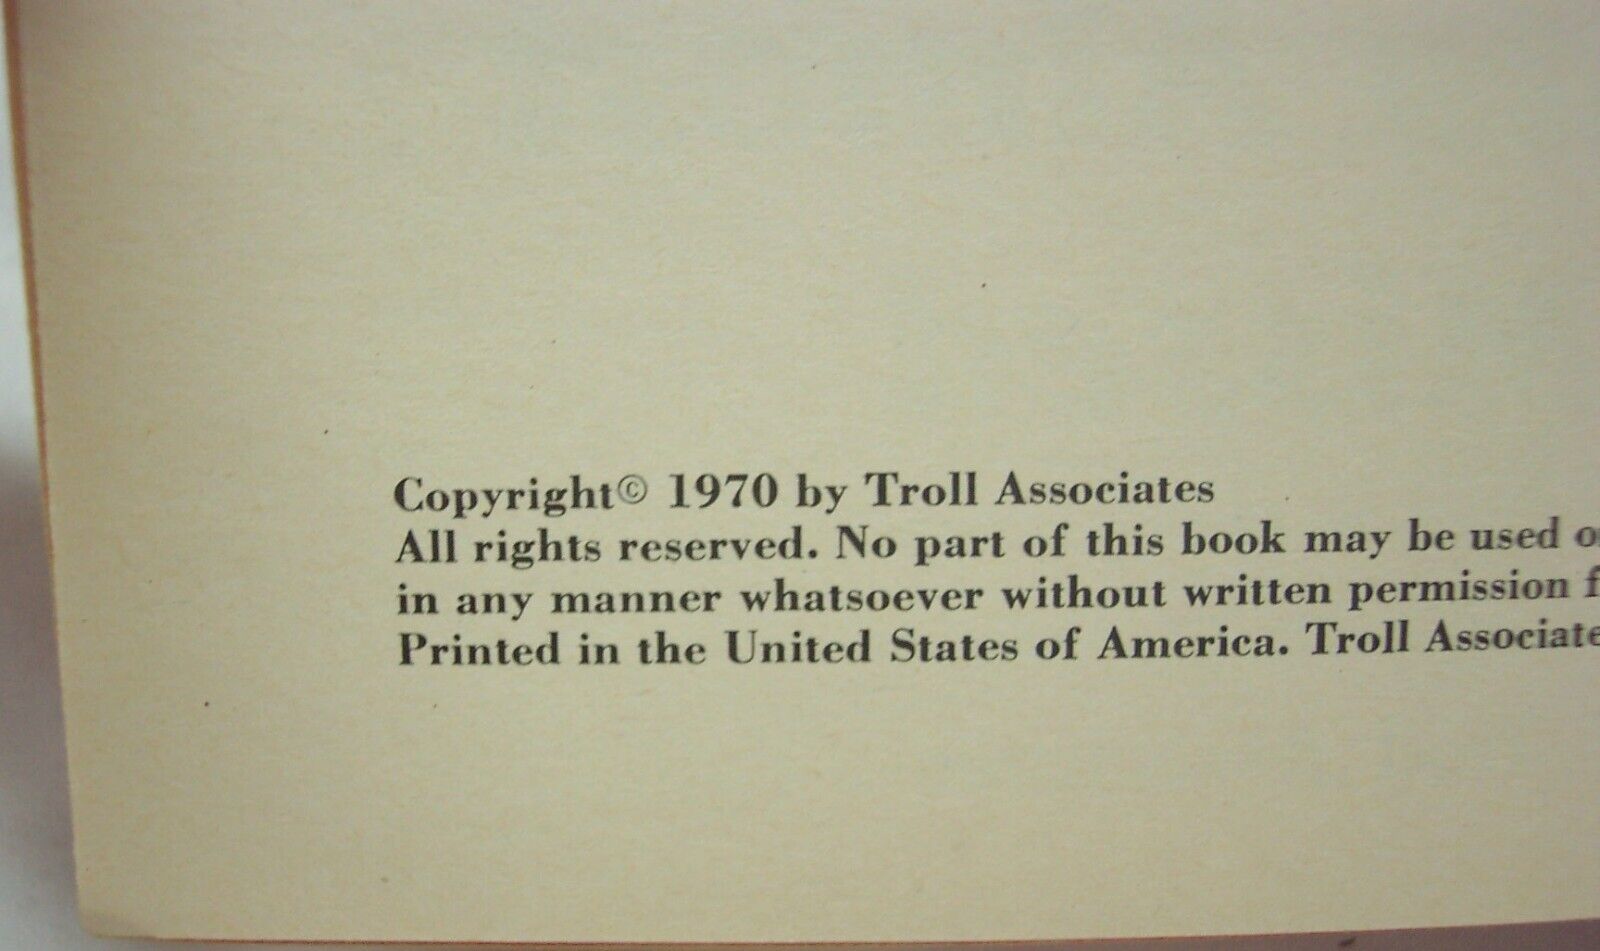 Copyright© 1970 by Troll Associates
All rights reserved. No part of this book may be used
in any manner whatsoever without written permission
Printed in the United States of America. Troll Associate